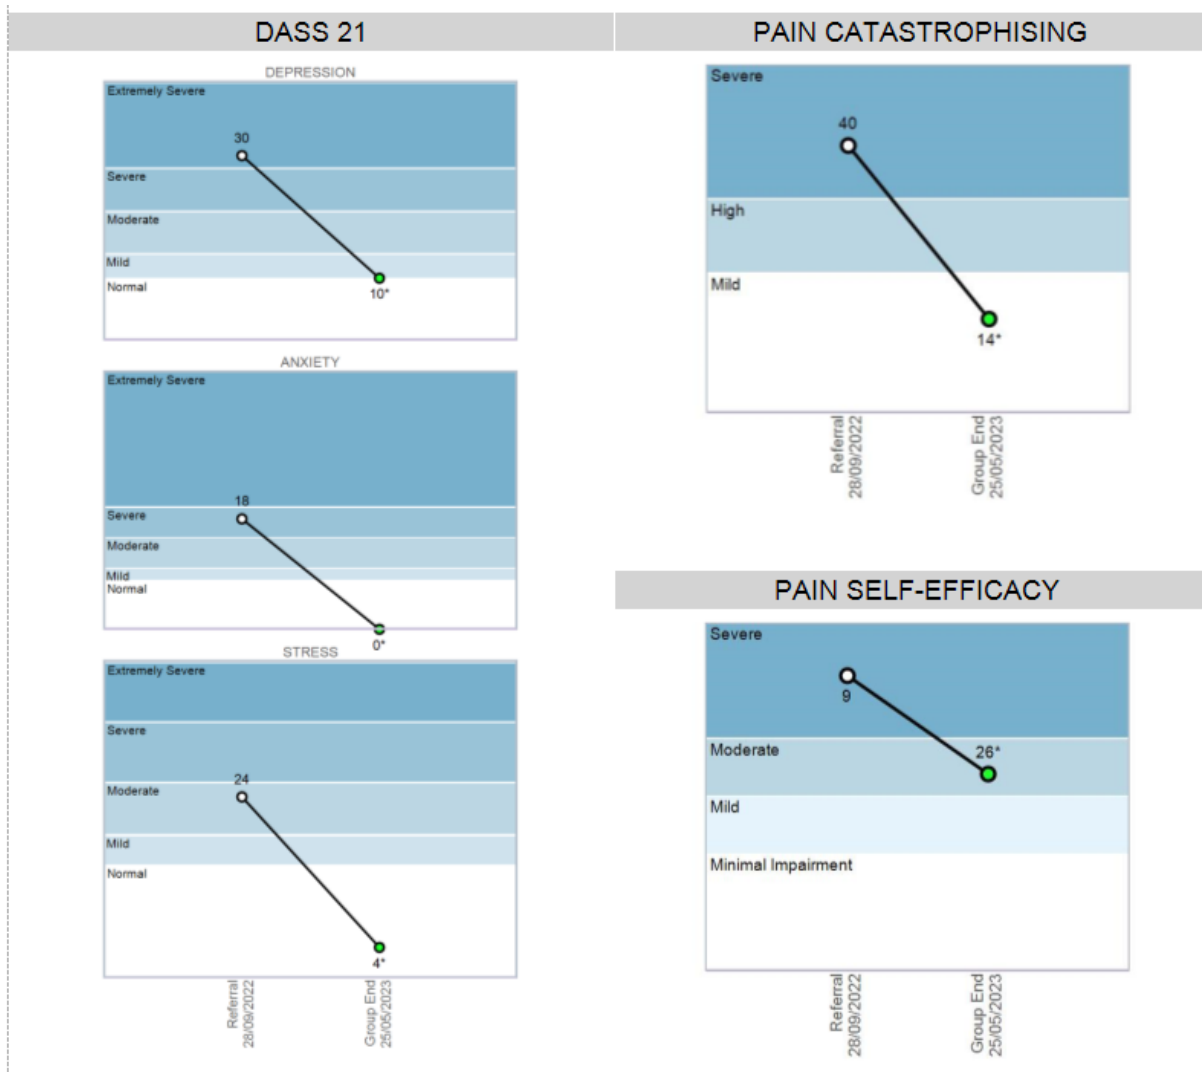 DASS 21
DEPRESSION
Extremely Severe
30
Severe
Moderate
Mild
Normal
10*
ANXIETY
Extremely Severe
18
Severe
Moderate
Mild
Normal
0*
STRESS
Extremely Severe
Severe
24
Moderate
Mild
Normal
4*
Referral
28/09/2022
Group End
25/05/2023
PAIN CATASTROPHISING
Severe
40
High
Mild
14*
Referral
28/09/2022
Group End
25/05/2023
PAIN SELF-EFFICACY
Severe
9
Moderate
26*
Mild
Minimal Impairment
Referral
28/09/2022
Group End
25/05/2023